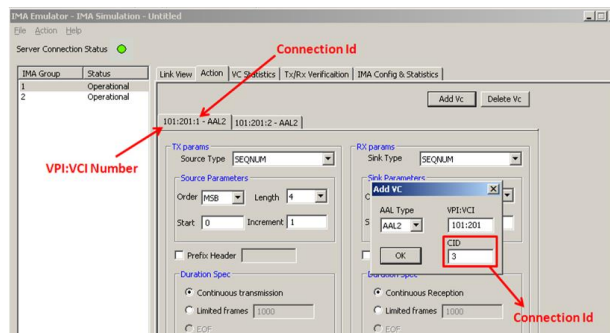 IMA Emulator - IMA Simulation - Untitled
File Action Help
Server Connection Status
Connection Id
IMA Group Status
1 Operational
2 Operational
Link View Action VC Statistics Tx/Rx Verification IMA Config & Statistics
Add Vc Delete Vc
101:201:1 - AAL2 101:201:2 - AAL2
VPI:VCI Number
TX params
Source Type SEQNUM
Source Parameters
Order MSB Length 4
Start 0 Increment 1
Prefix Header
Duration Spec
Continuous transmission
Limited frames 1000
EOF
RX params
Sink Type SEQNUM
Sink Parameters
Add VC
AAL Type VPI:VCI
AAL2 101:201
CID
OK 3
Duration Spec
Continuous Reception
Limited frames 1000
EOF
Connection Id